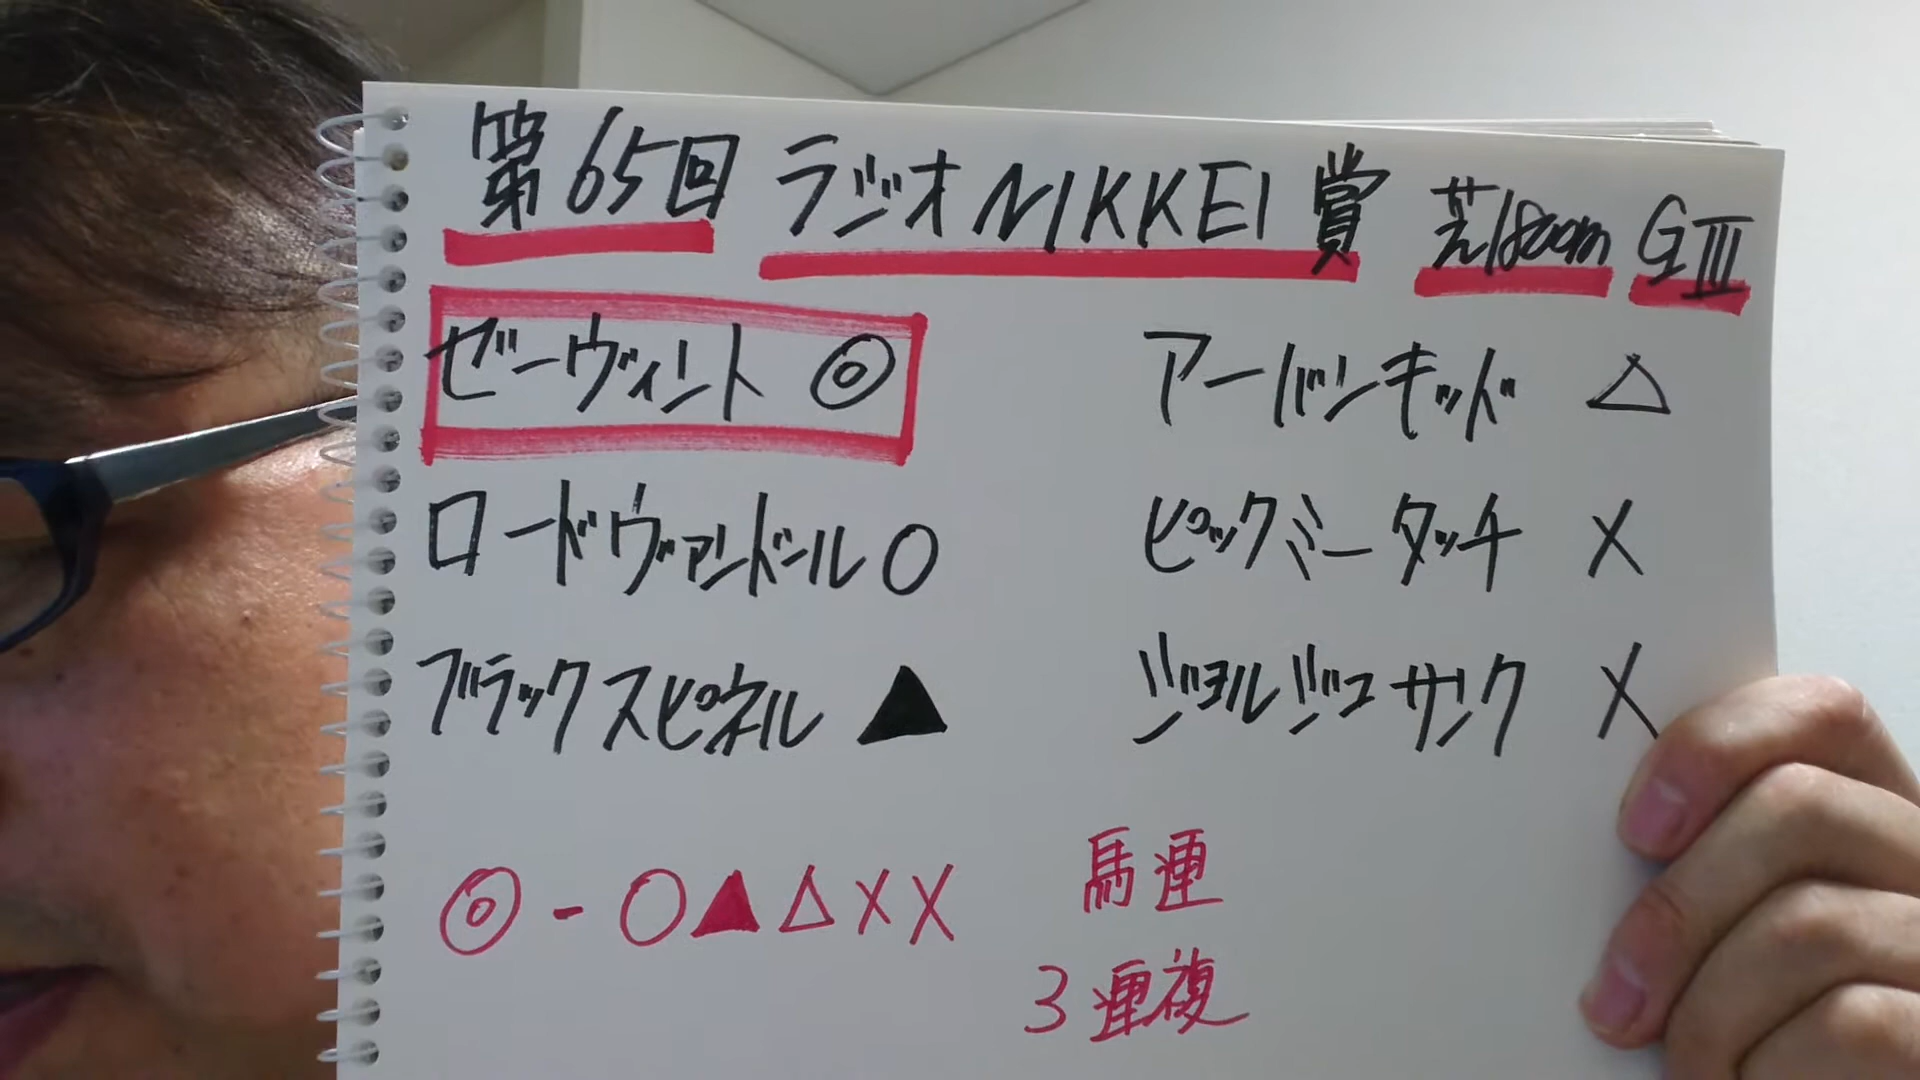 第65回 ラジオNIKKEI賞 芝1800m GⅢ
ゼーヴィント ◎
ロードヴァンドール ○
ブラックスピネル ▲
アーバンキッド △
ピックミータッチ ×
ジョルジュサンク ×
◎-○▲△××
馬連
3連複